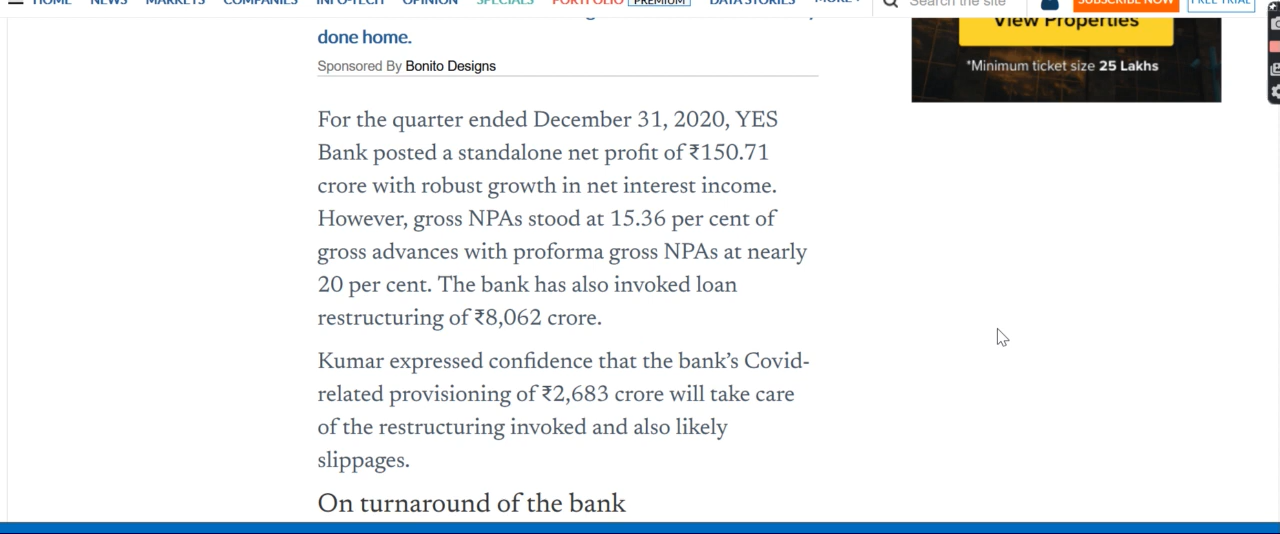 HOME NEWS MARKETS COMPANIES INFO-TECH OPINION SPECIALS PORTFOLIO PREMIUM DATA STORIES MORE Search the site SUBSCRIBE NOW FREE TRIAL
done home.
Sponsored By Bonito Designs
View Properties
*Minimum ticket size 25 Lakhs
For the quarter ended December 31, 2020, YES
Bank posted a standalone net profit of ₹150.71
crore with robust growth in net interest income.
However, gross NPAs stood at 15.36 per cent of
gross advances with proforma gross NPAs at nearly
20 per cent. The bank has also invoked loan
restructuring of ₹8,062 crore.
Kumar expressed confidence that the bank’s Covid-
related provisioning of ₹2,683 crore will take care
of the restructuring invoked and also likely
slippages.
On turnaround of the bank